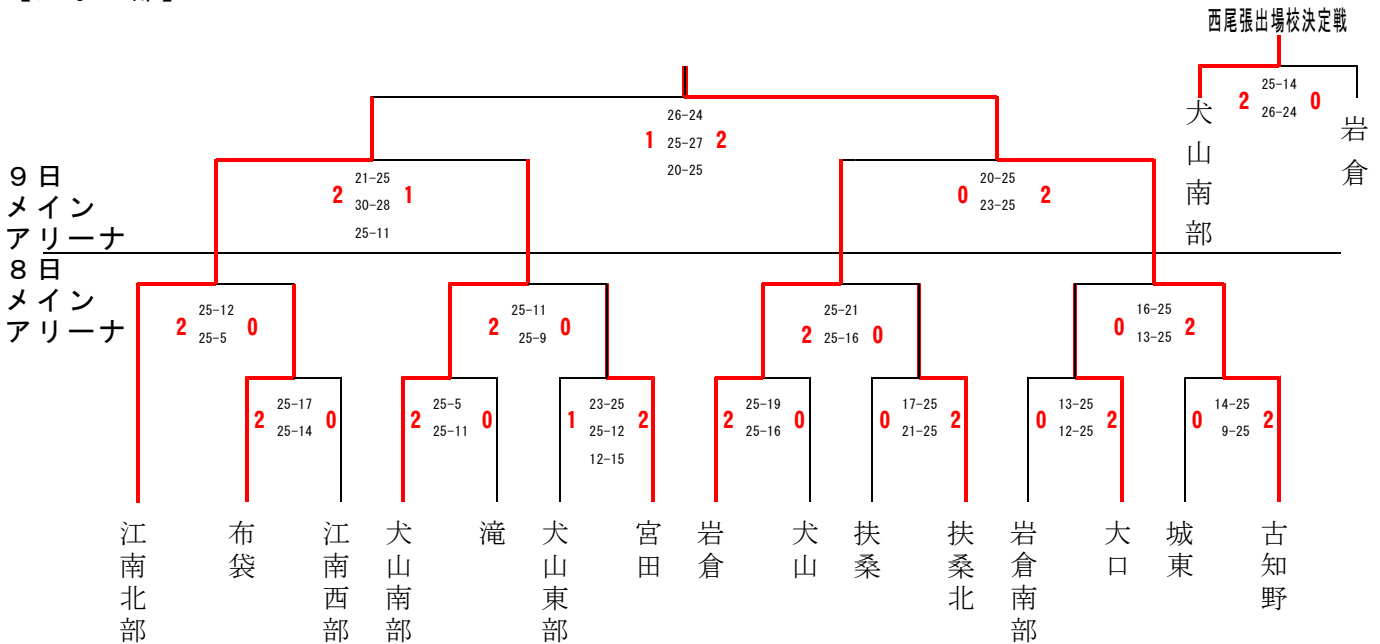 西尾張出場校決定戦
25-14
2 0
26-24
犬山南部
岩倉
26-24
1 25-27 2
20-25
9日
メイン
アリーナ
21-25
2 30-28 1
25-11
20-25
0 2
23-25
8日
メイン
アリーナ
25-12
2 0
25-5
25-11
2 0
25-9
25-21
2 25-16 0
16-25
0 2
13-25
25-17
2 0
25-14
25-5
2 0
25-11
23-25
1 25-12 2
12-15
25-19
2 0
25-16
17-25
0 2
21-25
13-25
0 2
12-25
14-25
0 2
9-25
江南北部
布袋
江南西部
犬山南部
滝
犬山東部
宮田
岩倉
犬山
扶桑
扶桑北
岩倉南部
大口
城東
古知野